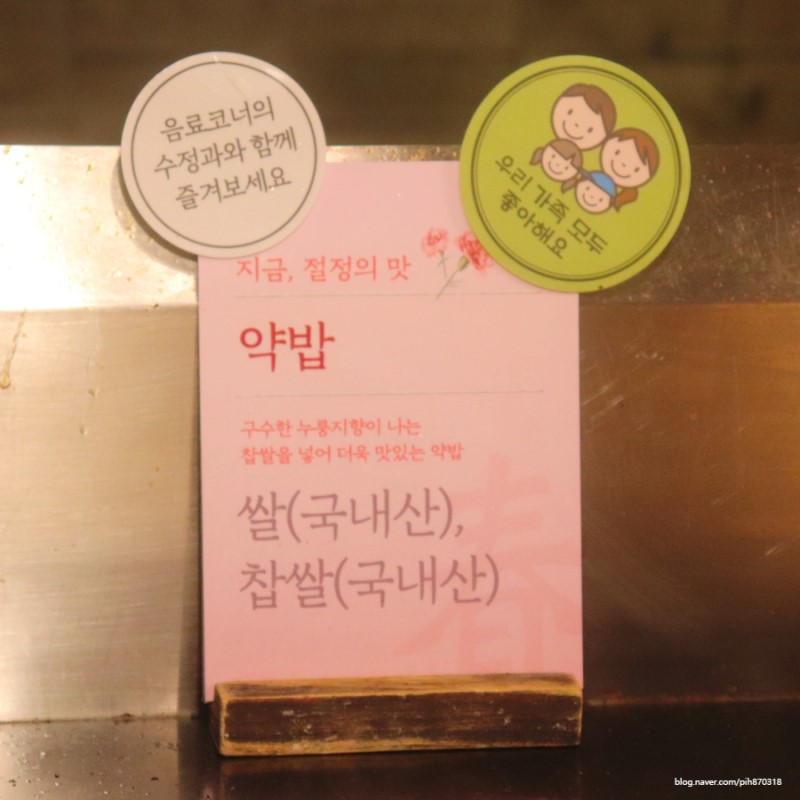 음료코너의
수정과와 함께
즐겨보세요
우리 가족 모두
좋아해요
지금, 절정의 맛
약밥
구수한 누룽지향이 나는
찹쌀을 넣어 더욱 맛있는 약밥
쌀(국내산),
찹쌀(국내산)
春
blog.naver.com/pih870318